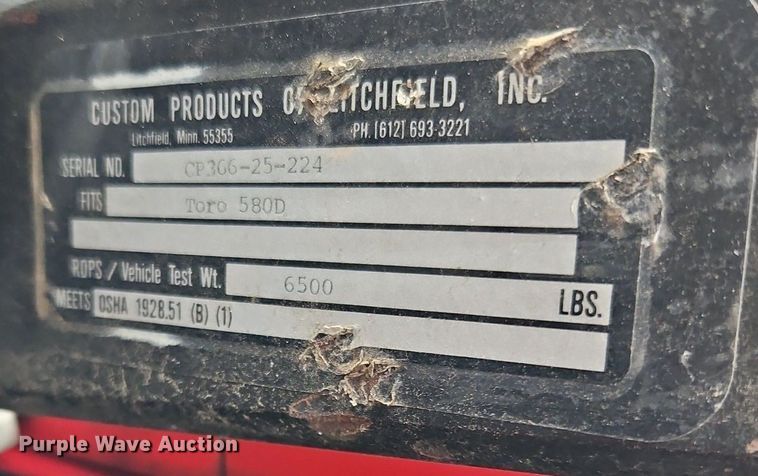 CUSTOM PRODUCTS OF LITCHFIELD, INC.
Litchfield, Minn. 55355 PH. (612) 693-3221
SERIAL NO. CP3G6-25-224
FITS Toro 580D
ROPS / Vehicle Test Wt. 6500 LBS.
MEETS OSHA 1928.51 (B) (1)
Purple Wave Auction